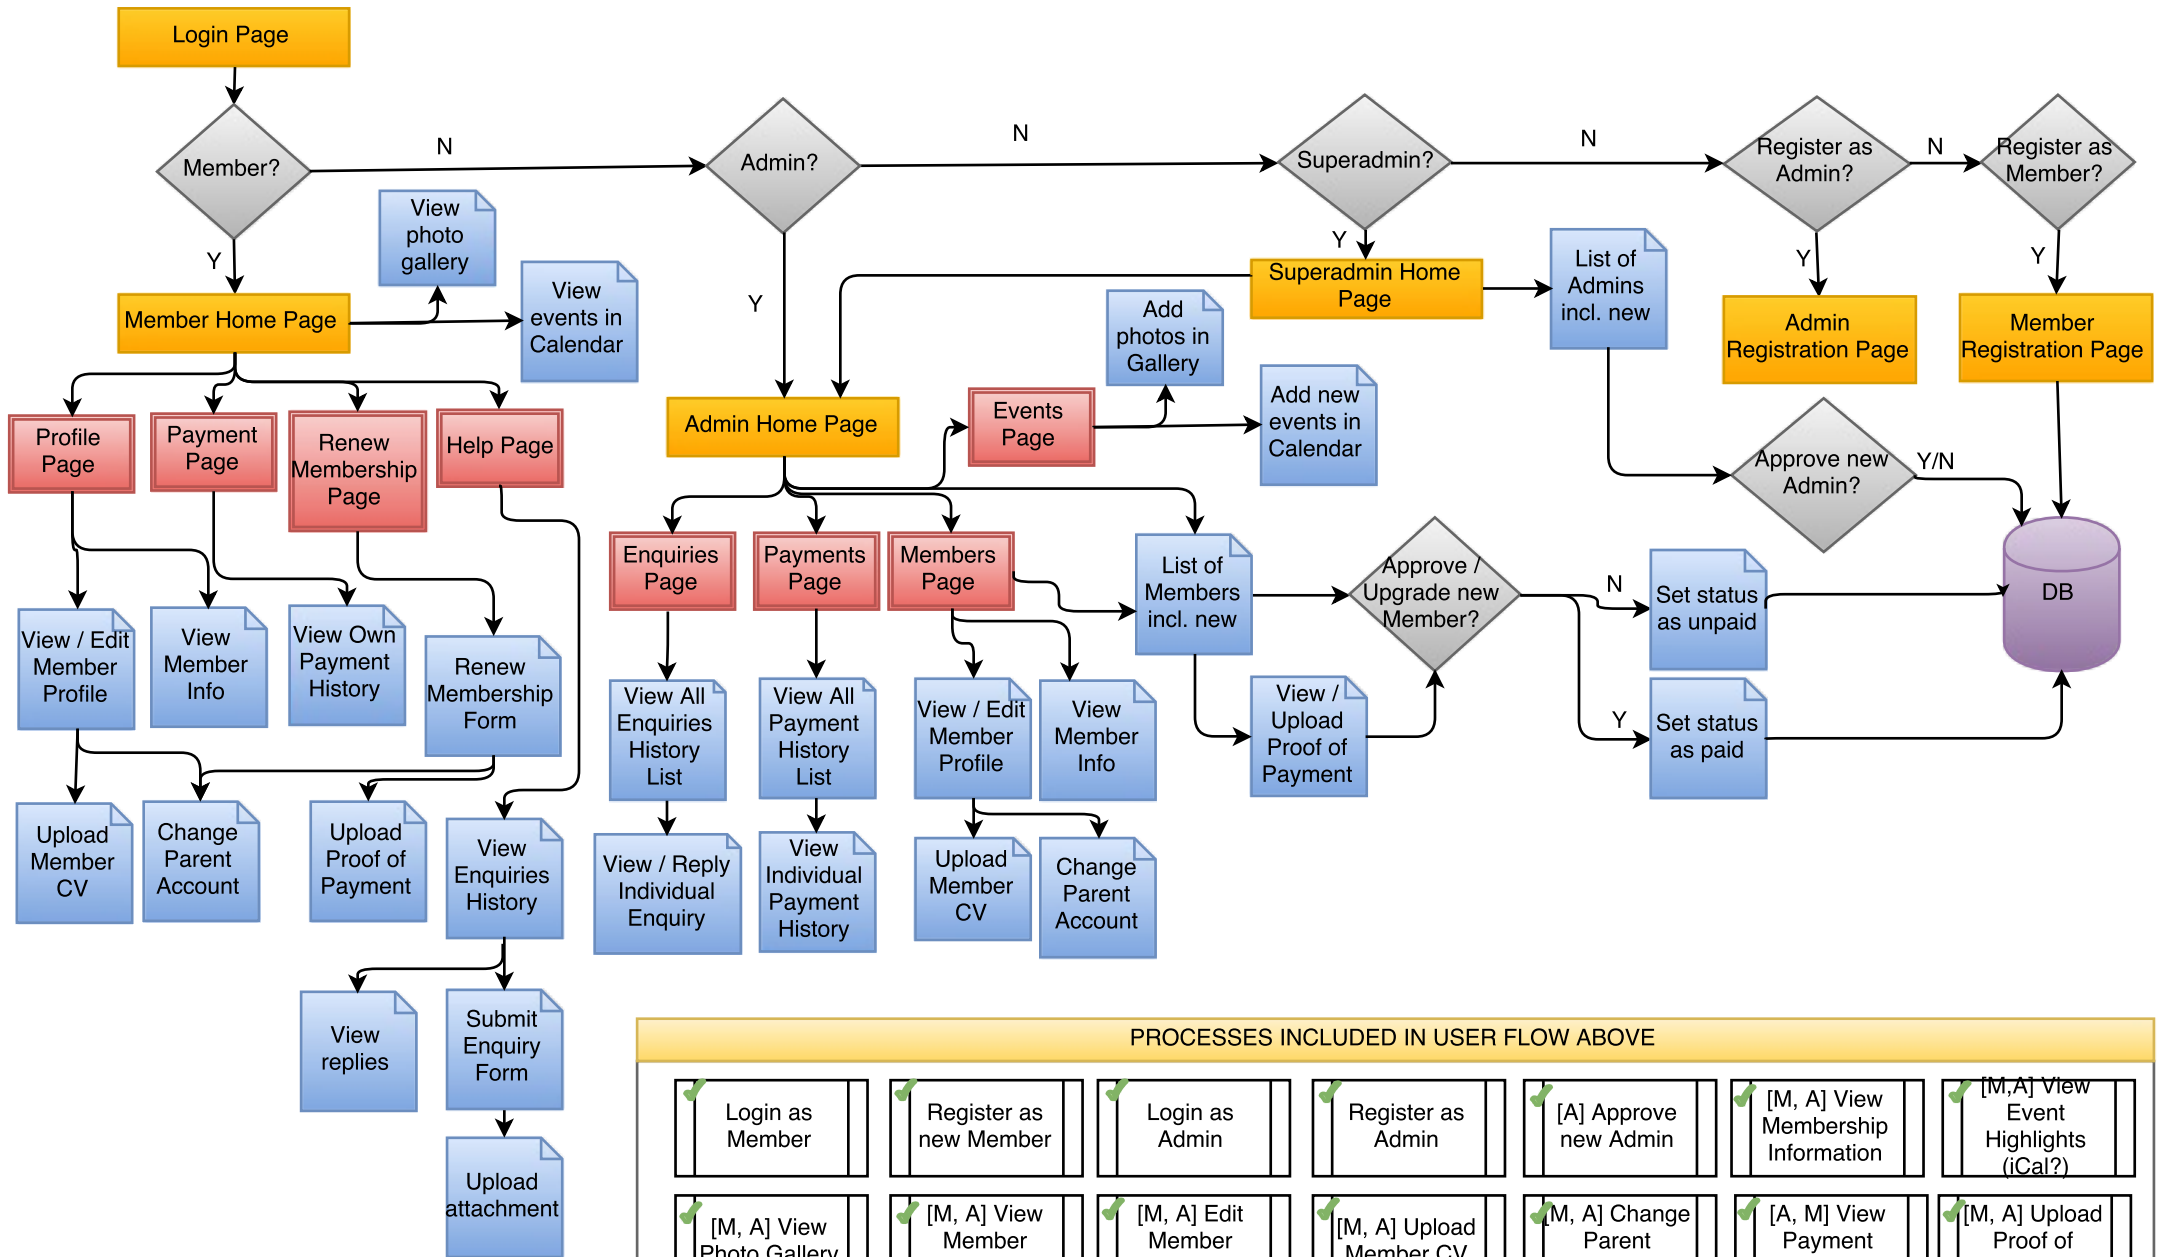 Login Page
Member?
N
Admin?
N
Superadmin?
N
Register as
Admin?
N
Register as
Member?
Y
View
photo
gallery
View
events in
Calendar
Member Home Page
Y
Y
Superadmin Home
Page
List of
Admins
incl. new
Y
Admin
Registration Page
Y
Member
Registration Page
Add
photos in
Gallery
Add new
events in
Calendar
Events
Page
Admin Home Page
Profile
Page
Payment
Page
Renew
Membership
Page
Help Page
Approve new
Admin?
Y/N
Enquiries
Page
Payments
Page
Members
Page
List of
Members
incl. new
Approve /
Upgrade new
Member?
N
Set status
as unpaid
DB
View / Edit
Member
Profile
View
Member
Info
View Own
Payment
History
Renew
Membership
Form
View All
Enquiries
History
List
View All
Payment
History
List
View / Edit
Member
Profile
View
Member
Info
View /
Upload
Proof of
Payment
Y
Set status
as paid
Upload
Member
CV
Change
Parent
Account
Upload
Proof of
Payment
View
Enquiries
History
View / Reply
Individual
Enquiry
View
Individual
Payment
History
Upload
Member
CV
Change
Parent
Account
View
replies
Submit
Enquiry
Form
Upload
attachment
PROCESSES INCLUDED IN USER FLOW ABOVE
Login as
Member
Register as
new Member
Login as
Admin
Register as
Admin
[A] Approve
new Admin
[M, A] View
Membership
Information
[M,A] View
Event
Highlights
(iCal?)
[M, A] View
Photo Gallery
[M, A] View
Member
[M, A] Edit
Member
[M, A] Upload
Member CV
[M, A] Change
Parent
[A, M] View
Payment
[M, A] Upload
Proof of